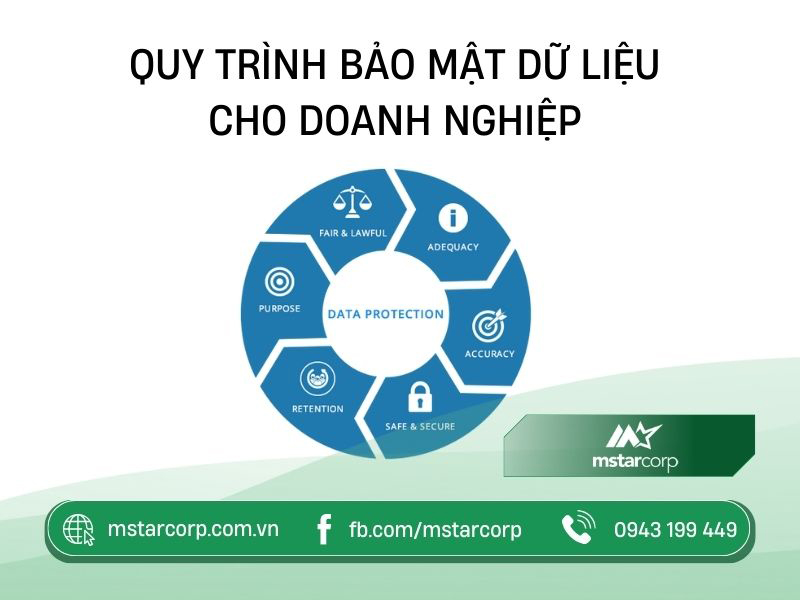 QUY TRÌNH BẢO MẬT DỮ LIỆU
CHO DOANH NGHIỆP
FAIR & LAWFUL
ADEQUACY
PURPOSE
DATA PROTECTION
ACCURACY
RETENTION
SAFE & SECURE
mstarcorp
mstarcorp.com.vn
fb.com/mstarcorp
0943 199 449